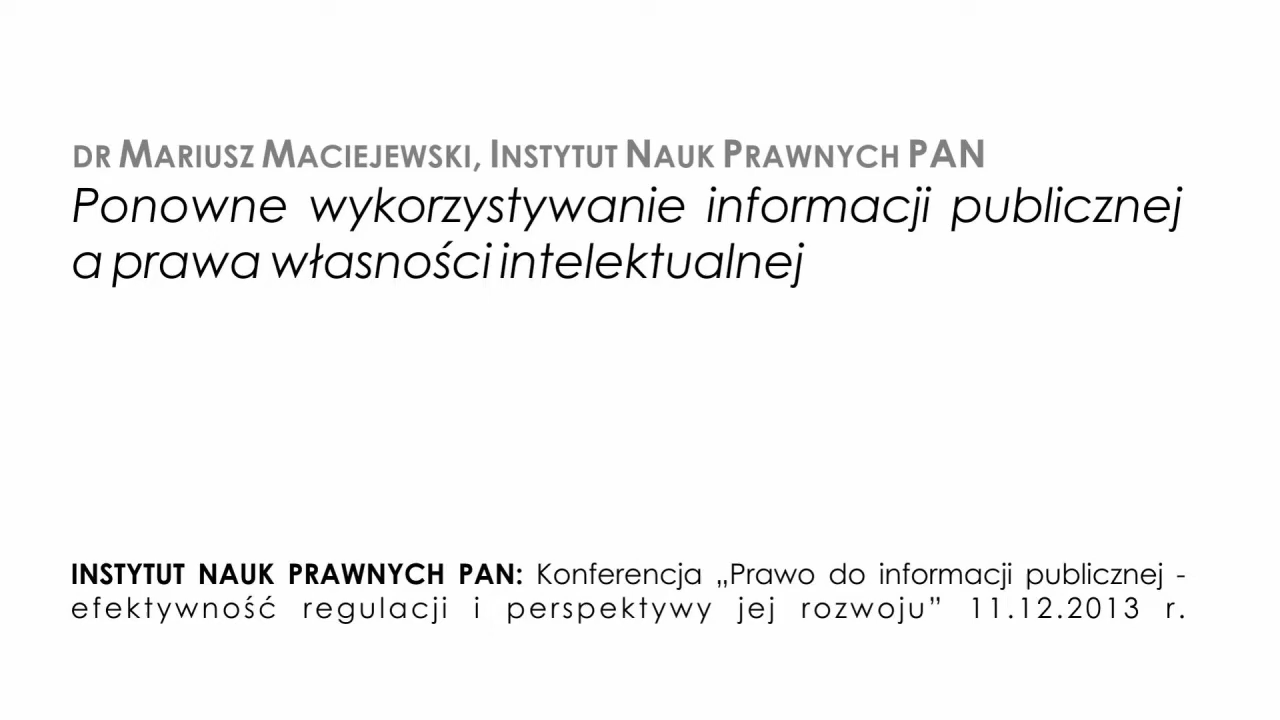 DR MARIUSZ MACIEJEWSKI, INSTYTUT NAUK PRAWNYCH PAN
Ponowne wykorzystywanie informacji publicznej
a prawa własności intelektualnej
INSTYTUT NAUK PRAWNYCH PAN: Konferencja „Prawo do informacji publicznej -
efektywność regulacji i perspektywy jej rozwoju” 11.12.2013 r.